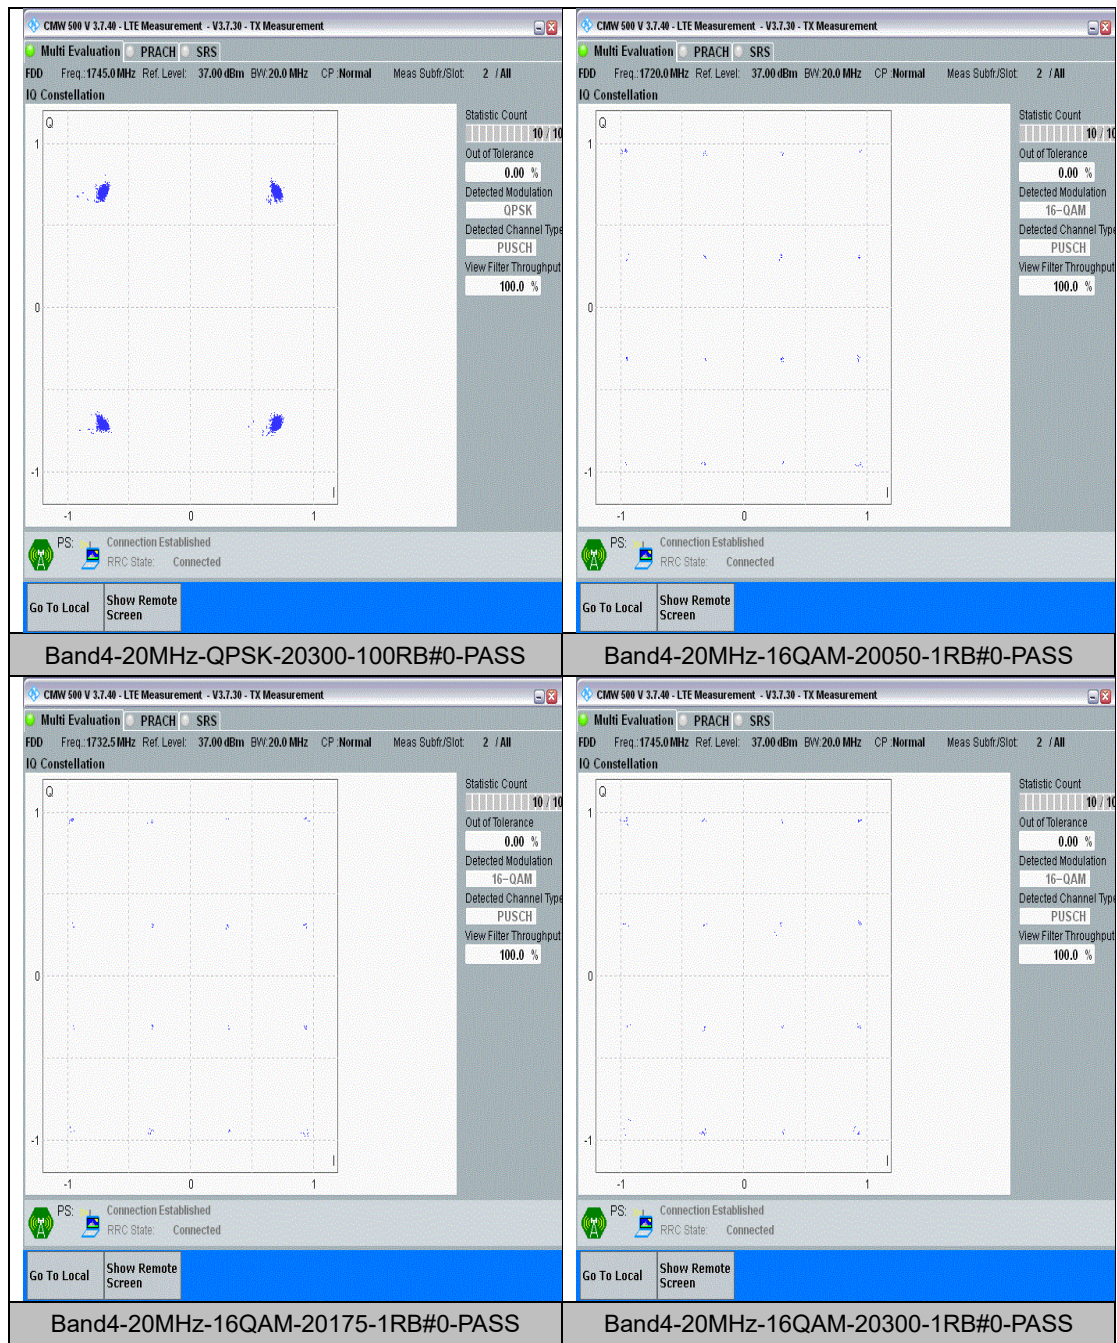 CMW 500 V 3.7.40 - LTE Measurement - V3.7.30 - TX Measurement
Multi Evaluation PRACH SRS
FDD Freq.:1745.0 MHz Ref. Level: 37.00 dBm BW:20.0 MHz CP :Normal Meas Subfr./Slot: 2 / All
IQ Constellation
Q
Statistic Count
10 / 10
Out of Tolerance
0.00 %
Detected Modulation
QPSK
Detected Channel Type
PUSCH
View Filter Throughput
100.0 %
1
0
-1
I
-1 0 1
PS: Connection Established
RRC State: Connected
Go To Local Show Remote
Screen
Band4-20MHz-QPSK-20300-100RB#0-PASS
CMW 500 V 3.7.40 - LTE Measurement - V3.7.30 - TX Measurement
Multi Evaluation PRACH SRS
FDD Freq.:1720.0 MHz Ref. Level: 37.00 dBm BW:20.0 MHz CP :Normal Meas Subfr./Slot: 2 / All
IQ Constellation
Q
Statistic Count
10 / 10
Out of Tolerance
0.00 %
Detected Modulation
16-QAM
Detected Channel Type
PUSCH
View Filter Throughput
100.0 %
1
0
-1
I
-1 0 1
PS: Connection Established
RRC State: Connected
Go To Local Show Remote
Screen
Band4-20MHz-16QAM-20050-1RB#0-PASS
CMW 500 V 3.7.40 - LTE Measurement - V3.7.30 - TX Measurement
Multi Evaluation PRACH SRS
FDD Freq.:1732.5 MHz Ref. Level: 37.00 dBm BW:20.0 MHz CP :Normal Meas Subfr./Slot: 2 / All
IQ Constellation
Q
Statistic Count
10 / 10
Out of Tolerance
0.00 %
Detected Modulation
16-QAM
Detected Channel Type
PUSCH
View Filter Throughput
100.0 %
1
0
-1
I
-1 0 1
PS: Connection Established
RRC State: Connected
Go To Local Show Remote
Screen
Band4-20MHz-16QAM-20175-1RB#0-PASS
CMW 500 V 3.7.40 - LTE Measurement - V3.7.30 - TX Measurement
Multi Evaluation PRACH SRS
FDD Freq.:1745.0 MHz Ref. Level: 37.00 dBm BW:20.0 MHz CP :Normal Meas Subfr./Slot: 2 / All
IQ Constellation
Q
Statistic Count
10 / 10
Out of Tolerance
0.00 %
Detected Modulation
16-QAM
Detected Channel Type
PUSCH
View Filter Throughput
100.0 %
1
0
-1
I
-1 0 1
PS: Connection Established
RRC State: Connected
Go To Local Show Remote
Screen
Band4-20MHz-16QAM-20300-1RB#0-PASS